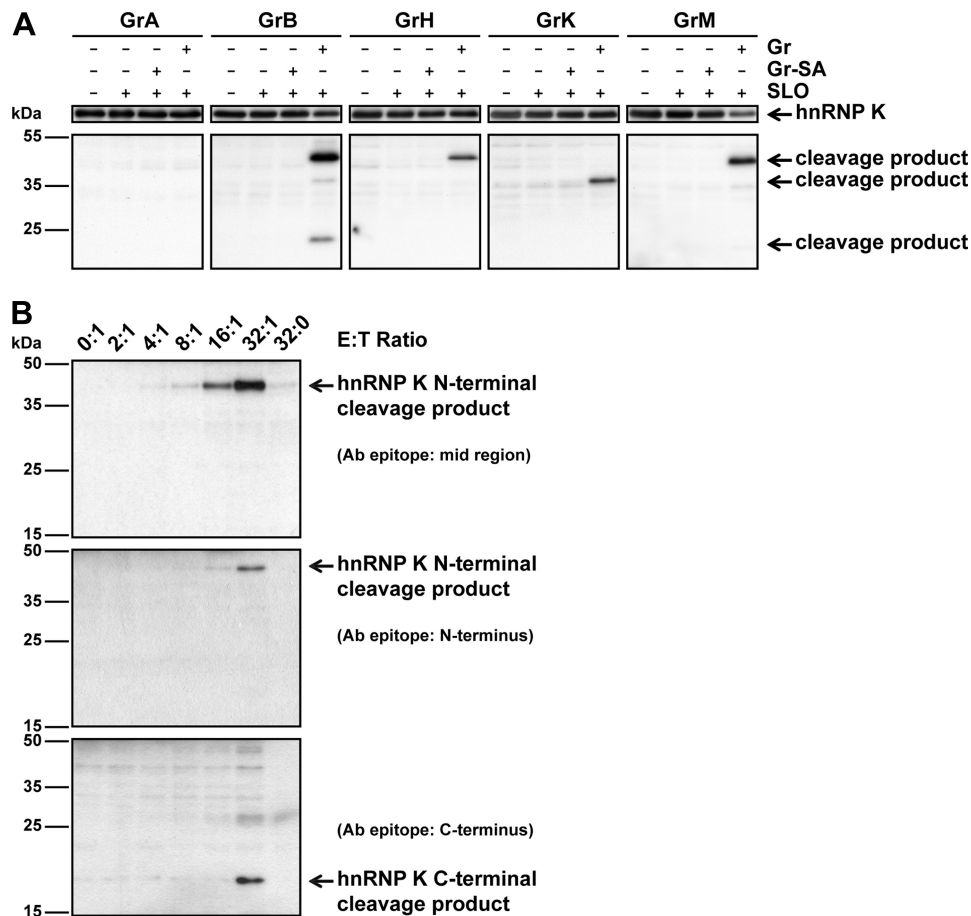 A
GrA GrB GrH GrK GrM
- - - + - - - + - - - + - - - + - - - + Gr
- - + - - - + - - - + - - - + - - - + - Gr-SA
- + + + - + + + - + + + - + + + - + + + SLO
kDa hnRNP K
55
cleavage product
35 cleavage product
25
cleavage product
B
kDa 0:1 2:1 4:1 8:1 16:1 32:1 32:0 E:T Ratio
50
hnRNP K N-terminal
35 cleavage product
(Ab epitope: mid region)
25
15
50
hnRNP K N-terminal
cleavage product
35
(Ab epitope: N-terminus)
25
15
50
35
25 (Ab epitope: C-terminus)
hnRNP K C-terminal
15 cleavage product